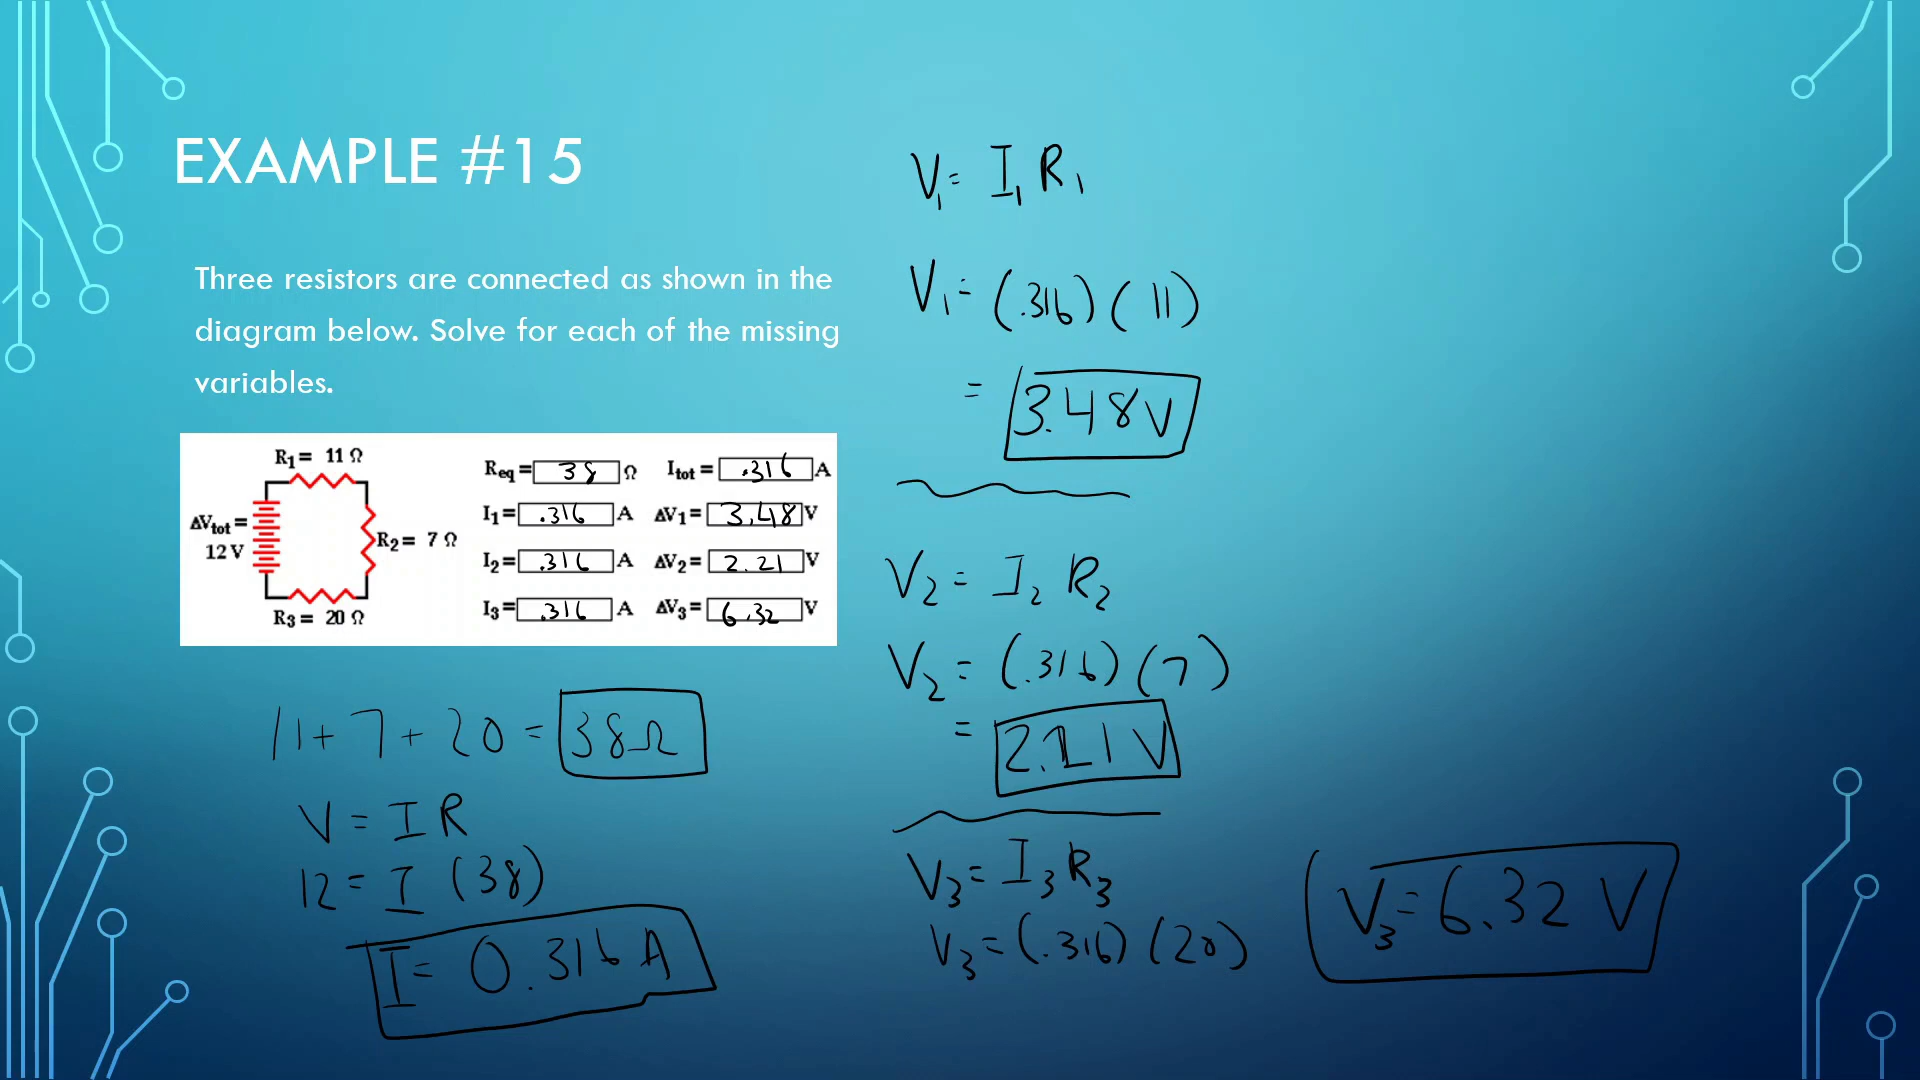 EXAMPLE #15
Three resistors are connected as shown in the
diagram below. Solve for each of the missing
variables.
R1 = 11 Ω
ΔVtot =
12 V
R2 = 7 Ω
R3 = 20 Ω
Req = 38 Ω Itot = .316 A
I1 = .316 A ΔV1 = 3.48 V
I2 = .316 A ΔV2 = 2.21 V
I3 = .316 A ΔV3 = 6.32 V
11 + 7 + 20 = 38Ω
V = IR
12 = I (38)
I = 0.316 A
V1 = I1 R1
V1 = (.316) (11)
= 3.48 V
V2 = I2 R2
V2 = (.316) (7)
= 2.21 V
V3 = I3 R3
V3 = (.316) (20)
V3 = 6.32 V